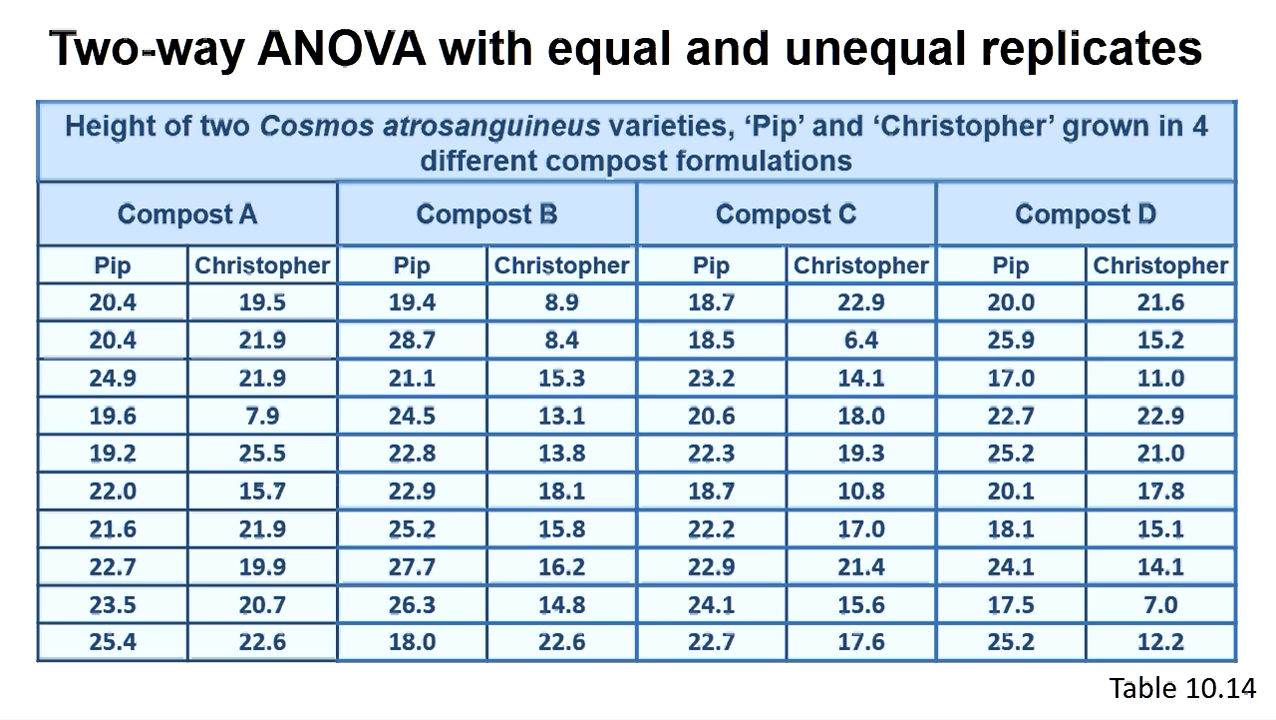 Two-way ANOVA with equal and unequal replicates
Height of two Cosmos atrosanguineus varieties, ‘Pip’ and ‘Christopher’ grown in 4
different compost formulations
Compost A Compost B Compost C Compost D
Pip Christopher Pip Christopher Pip Christopher Pip Christopher
20.4 19.5 19.4 8.9 18.7 22.9 20.0 21.6
20.4 21.9 28.7 8.4 18.5 6.4 25.9 15.2
24.9 21.9 21.1 15.3 23.2 14.1 17.0 11.0
19.6 7.9 24.5 13.1 20.6 18.0 22.7 22.9
19.2 25.5 22.8 13.8 22.3 19.3 25.2 21.0
22.0 15.7 22.9 18.1 18.7 10.8 20.1 17.8
21.6 21.9 25.2 15.8 22.2 17.0 18.1 15.1
22.7 19.9 27.7 16.2 22.9 21.4 24.1 14.1
23.5 20.7 26.3 14.8 24.1 15.6 17.5 7.0
25.4 22.6 18.0 22.6 22.7 17.6 25.2 12.2
Table 10.14